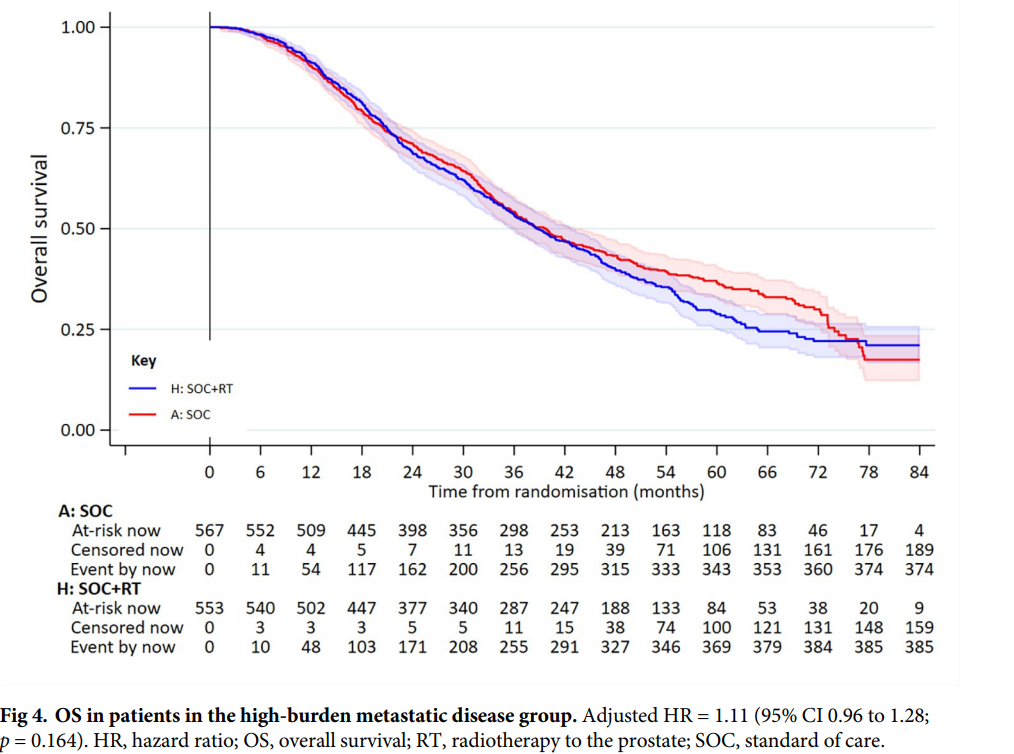 1.00
0.75
0.50
0.25
0.00
Overall survival
Key
H: SOC+RT
A: SOC
0 6 12 18 24 30 36 42 48 54 60 66 72 78 84
Time from randomisation (months)
A: SOC
At-risk now 567 552 509 445 398 356 298 253 213 163 118 83 46 17 4
Censored now 0 4 4 5 7 11 13 19 39 71 106 131 161 176 189
Event by now 0 11 54 117 162 200 256 295 315 333 343 353 360 374 374
H: SOC+RT
At-risk now 553 540 502 447 377 340 287 247 188 133 84 53 38 20 9
Censored now 0 3 3 3 5 5 11 15 38 74 100 121 131 148 159
Event by now 0 10 48 103 171 208 255 291 327 346 369 379 384 385 385
Fig 4. OS in patients in the high-burden metastatic disease group. Adjusted HR = 1.11 (95% CI 0.96 to 1.28;
p = 0.164). HR, hazard ratio; OS, overall survival; RT, radiotherapy to the prostate; SOC, standard of care.